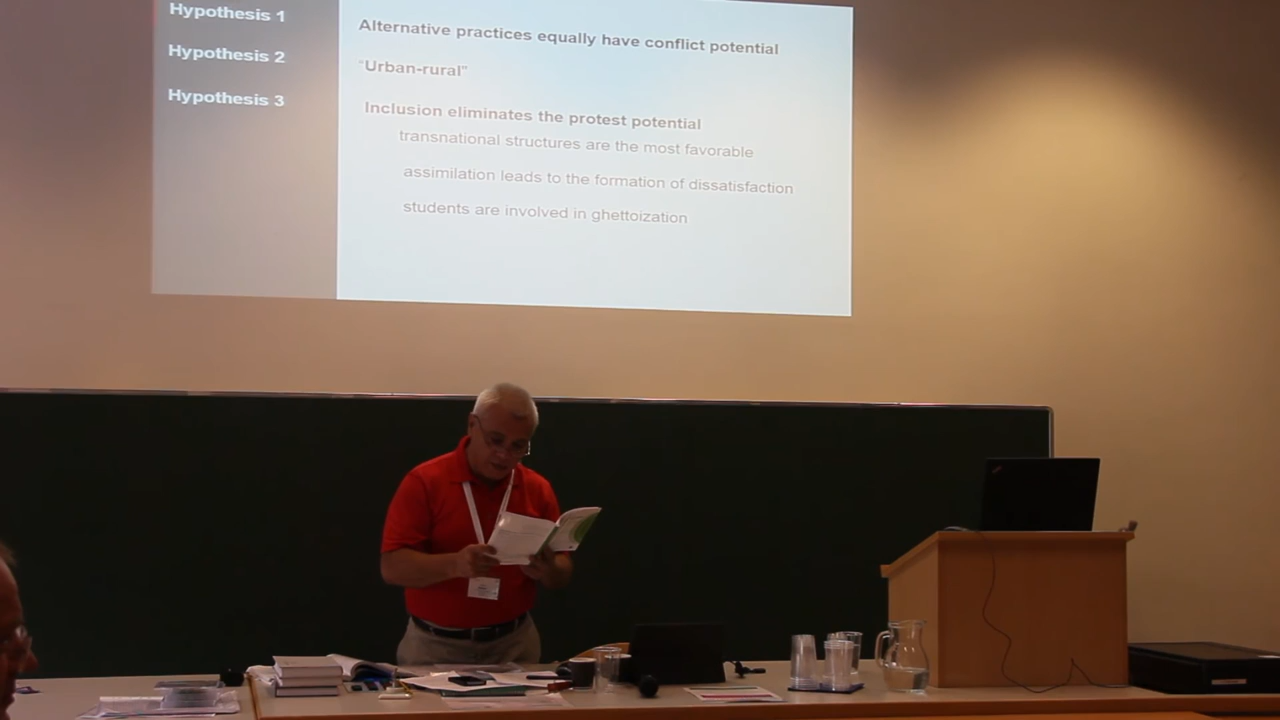 Hypothesis 1
Alternative practices equally have conflict potential
Hypothesis 2
"Urban-rural"
Hypothesis 3
Inclusion eliminates the protest potential
transnational structures are the most favorable
assimilation leads to the formation of dissatisfaction
students are involved in ghettoization